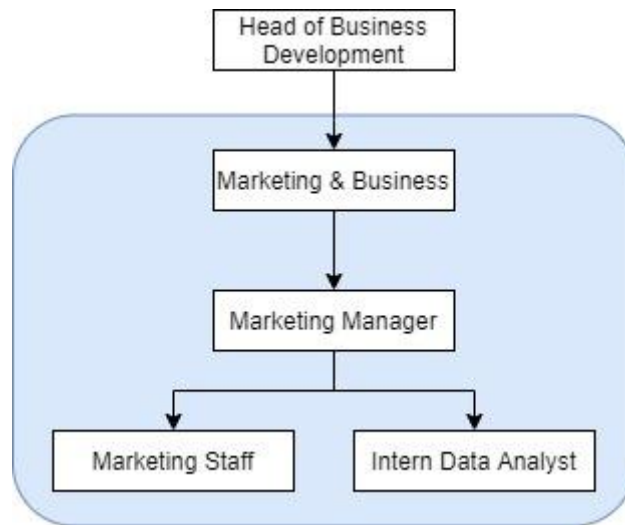 Head of Business
Development
Marketing & Business
Marketing Manager
Marketing Staff
Intern Data Analyst